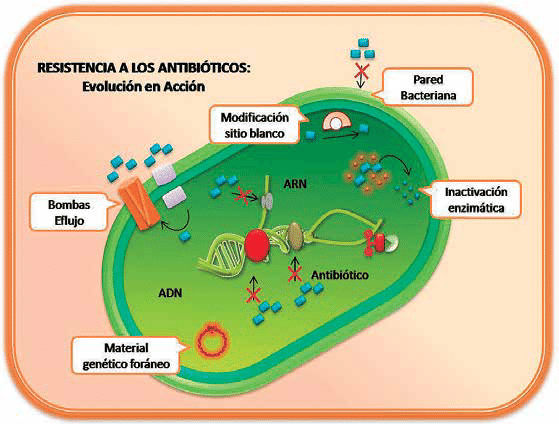 RESISTENCIA A LOS ANTIBIÓTICOS:
Evolución en Acción
Pared
Bacteriana
Modificación
sitio blanco
Bombas
Eflujo
ARN
Inactivación
enzimática
Antibiótico
ADN
Material
genético foráneo